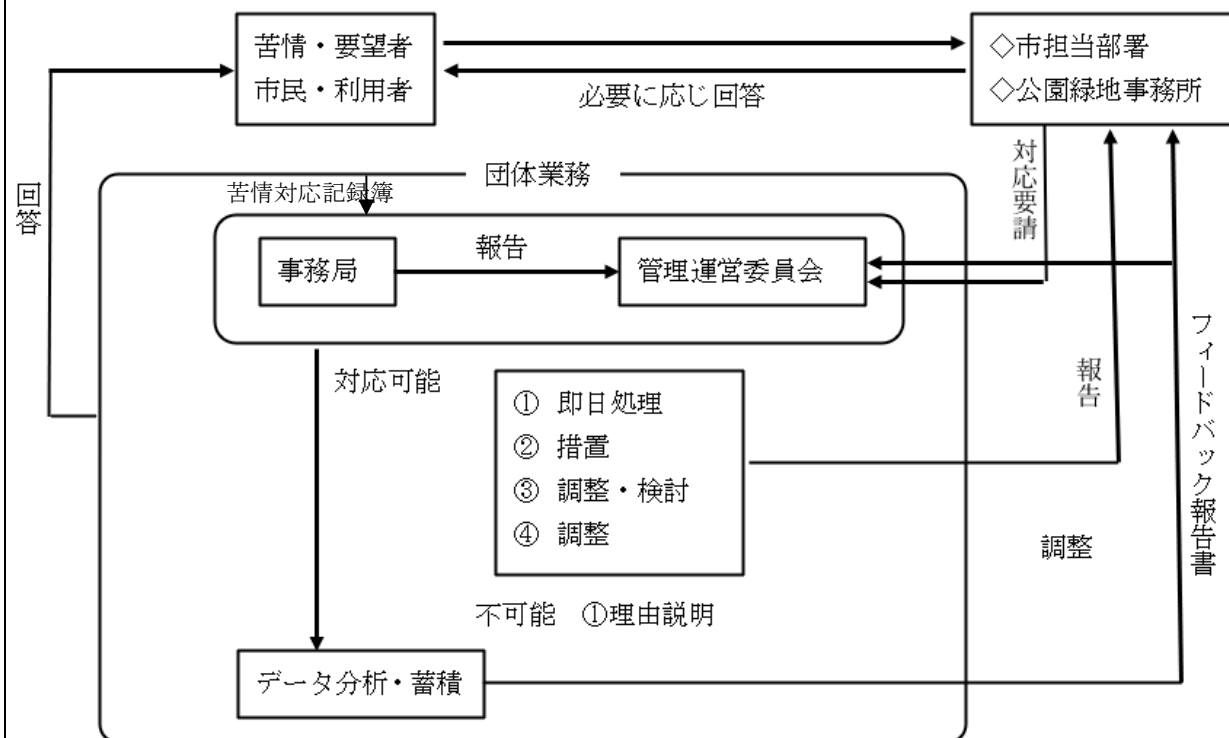 苦情・要望者
市民・利用者
◇市担当部署
◇公園緑地事務所
必要に応じ回答
回答
団体業務
対応要請
苦情対応記録簿
事務局
報告
管理運営委員会
対応可能
① 即日処理
② 措置
③ 調整・検討
④ 調整
報告
フィードバック報告書
調整
不可能 ①理由説明
データ分析・蓄積